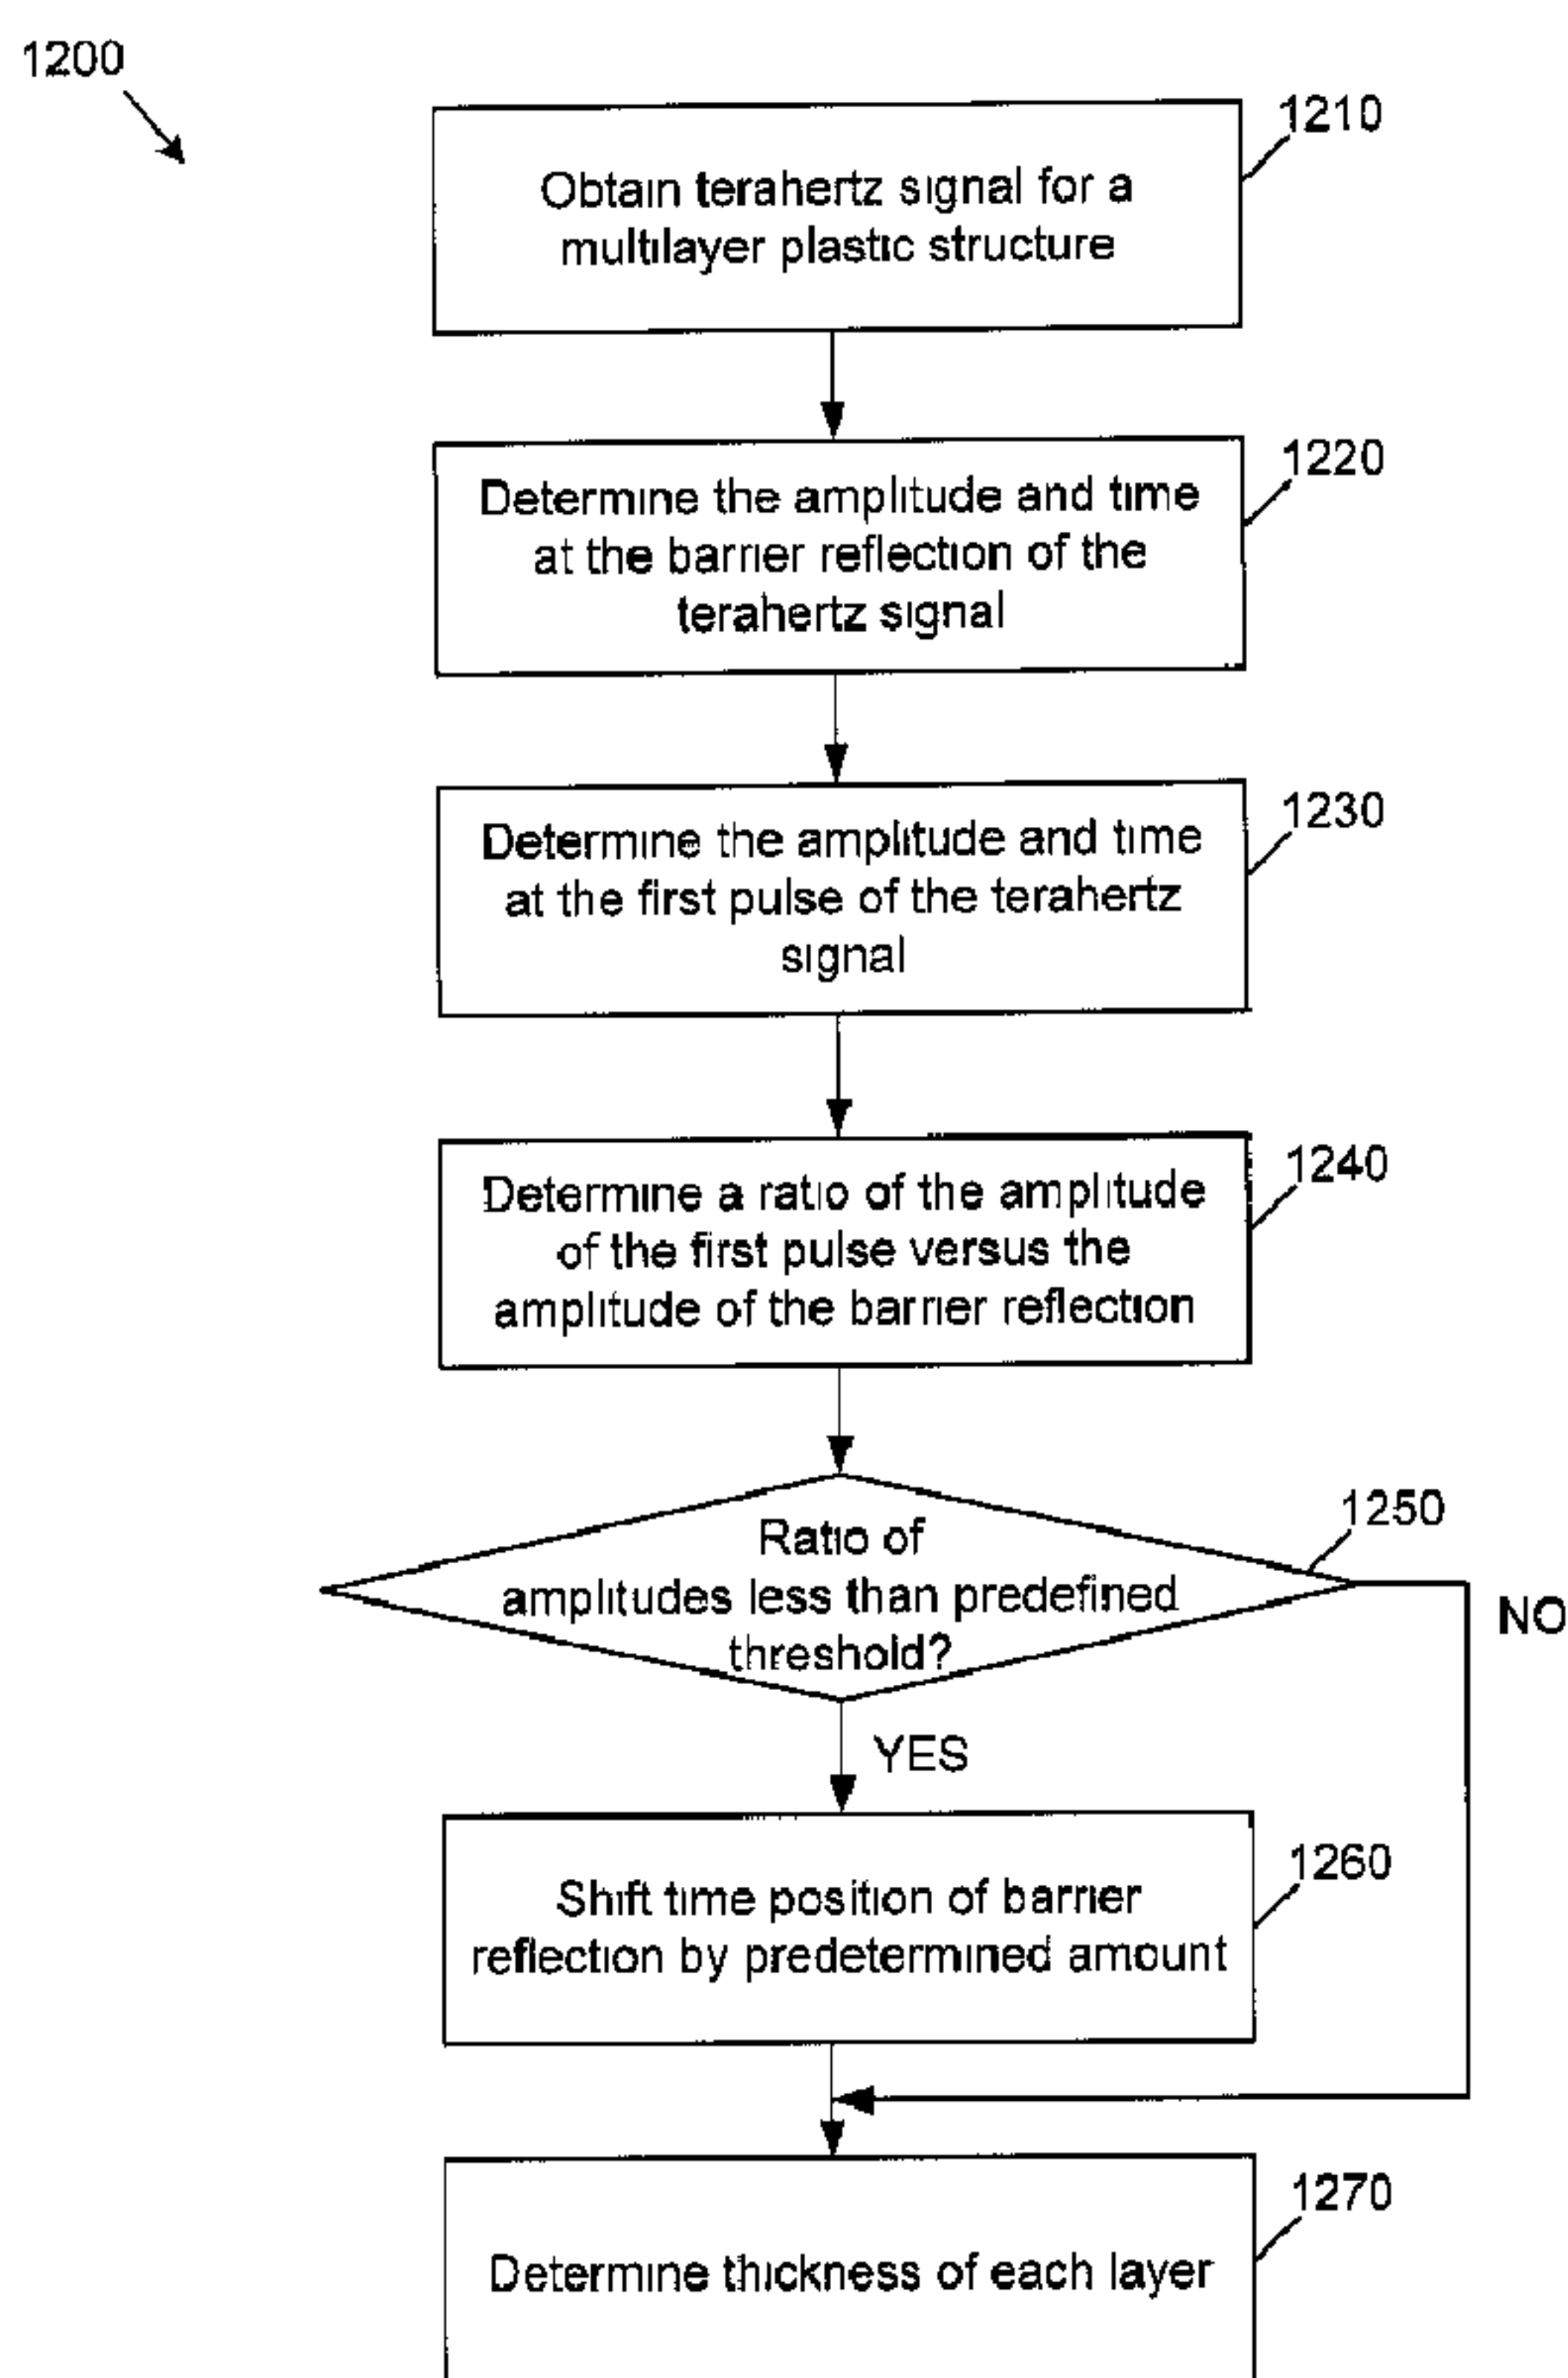 1200
1210
Obtain terahertz signal for a
multilayer plastic structure
1220
Determine the amplitude and time
at the barrier reflection of the
terahertz signal
1230
Determine the amplitude and time
at the first pulse of the terahertz
signal
1240
Determine a ratio of the amplitude
of the first pulse versus the
amplitude of the barrier reflection
1250
Ratio of
amplitudes less than predefined
threshold?
NO
YES
1260
Shift time position of barrier
reflection by predetermined amount
1270
Determine thickness of each layer